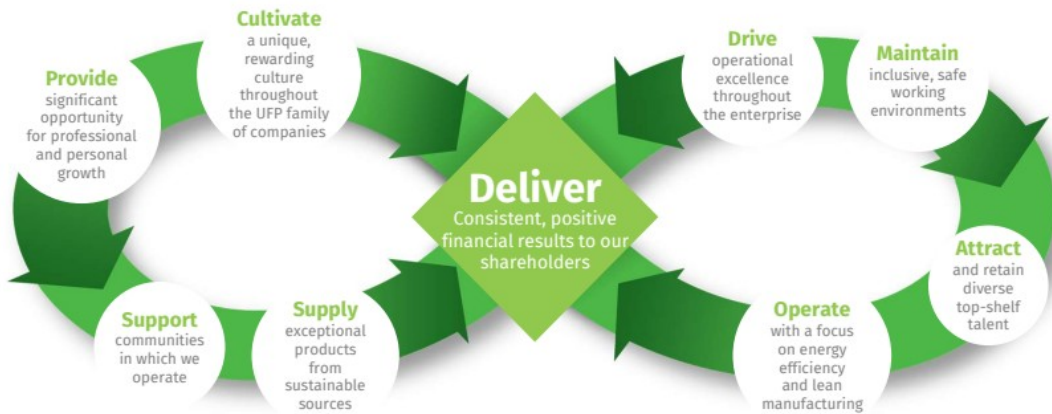 Cultivate
a unique,
rewarding
culture
throughout
the UFP family
of companies
Provide
significant
opportunity
for professional
and personal
growth
Support
communities
in which we
operate
Supply
exceptional
products
from
sustainable
sources
Deliver
Consistent, positive
financial results to our
shareholders
Drive
operational
excellence
throughout
the enterprise
Maintain
inclusive, safe
working
environments
Attract
and retain
diverse
top-shelf
talent
Operate
with a focus
on energy
efficiency
and lean
manufacturing